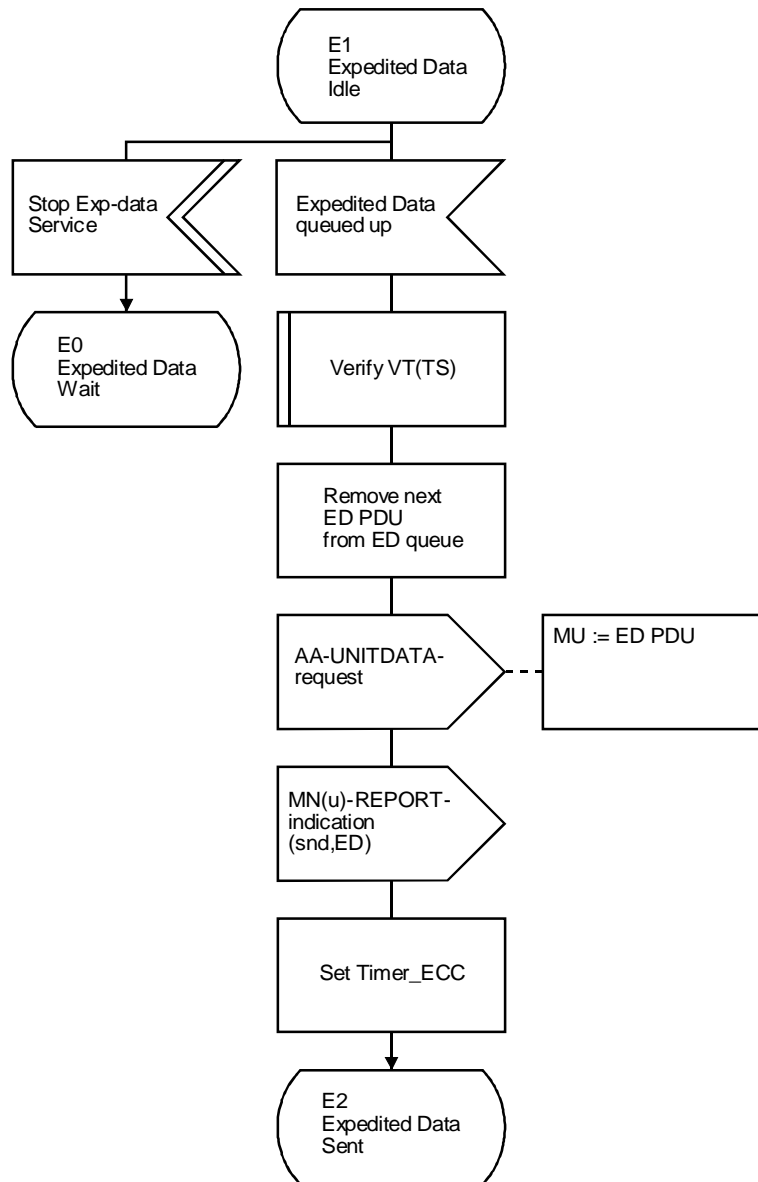 E1
Expedited Data
Idle
Stop Exp-data
Service
Expedited Data
queued up
E0
Expedited Data
Wait
Verify VT(TS)
Remove next
ED PDU
from ED queue
AA-UNITDATA-
request
MU := ED PDU
MN(u)-REPORT-
indication
(snd,ED)
Set Timer_ECC
E2
Expedited Data
Sent